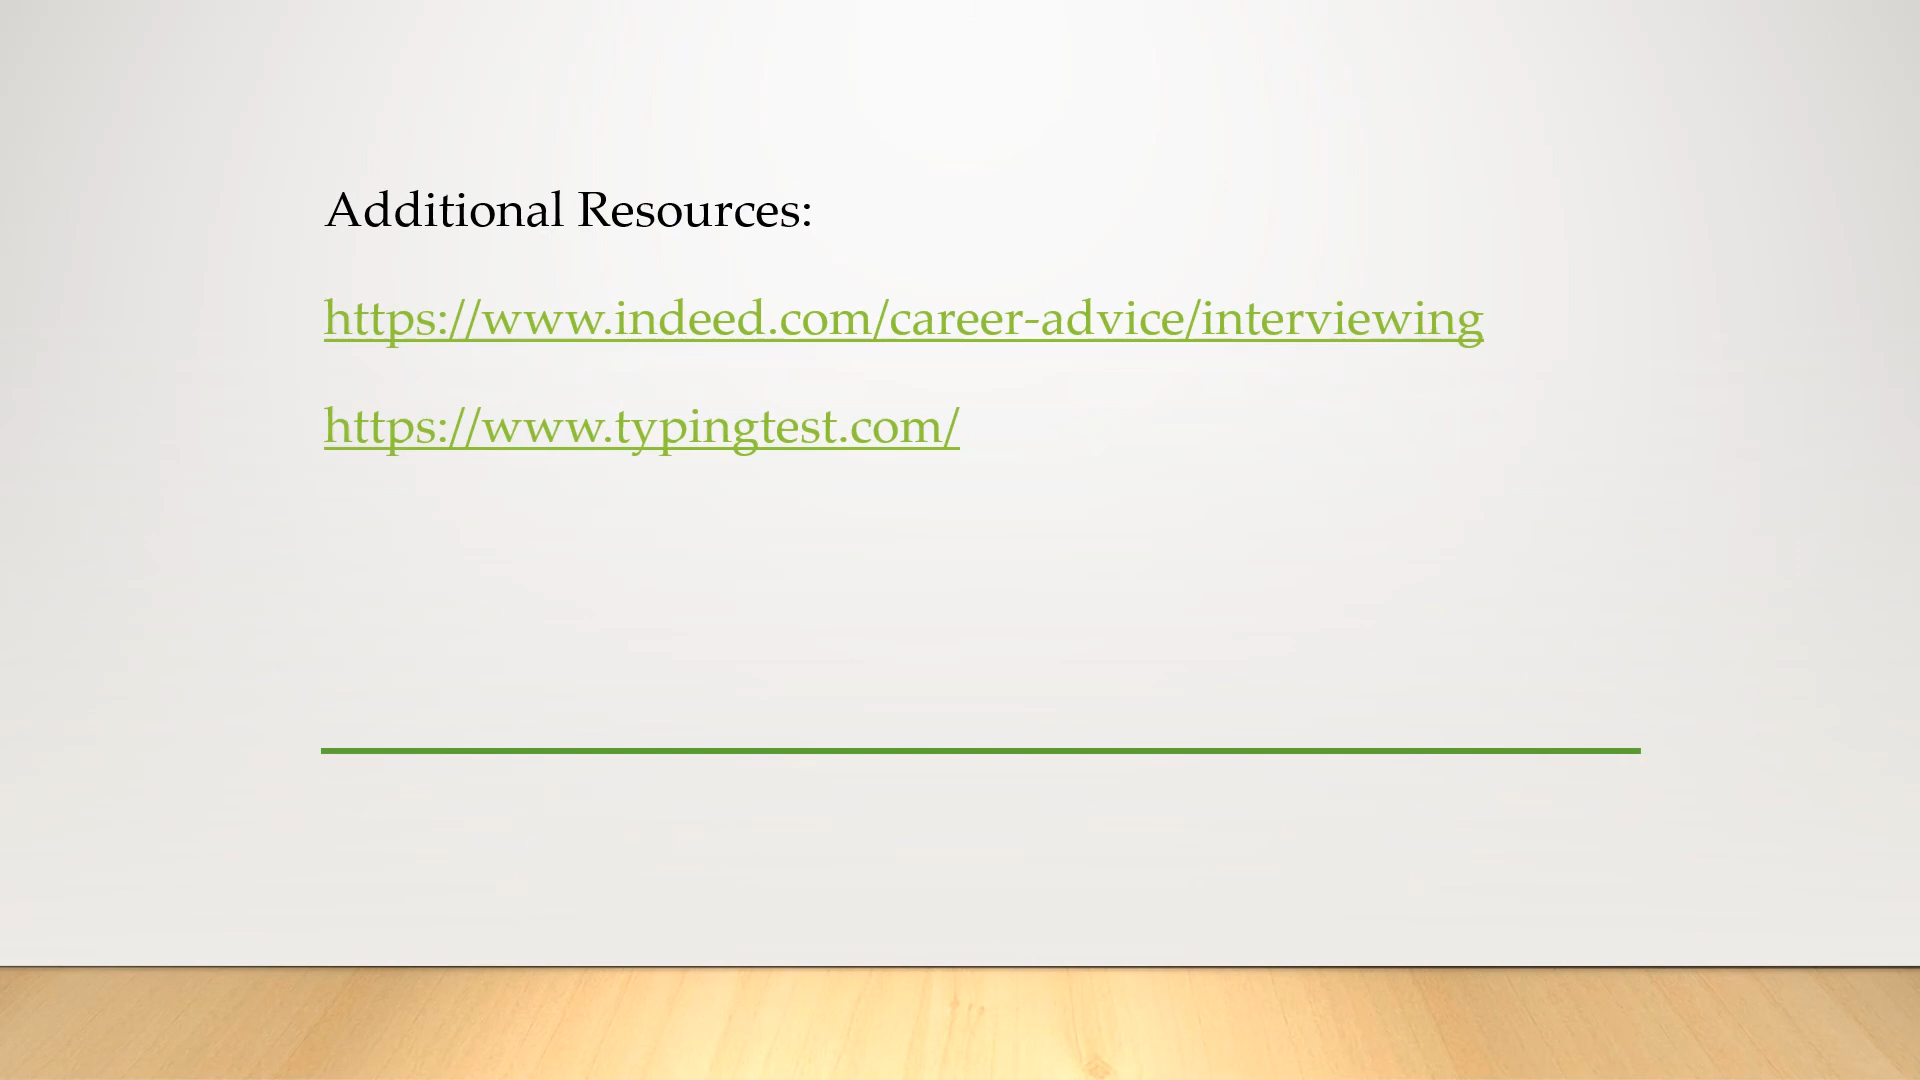 Additional Resources:
https://www.indeed.com/career-advice/interviewing
https://www.typingtest.com/